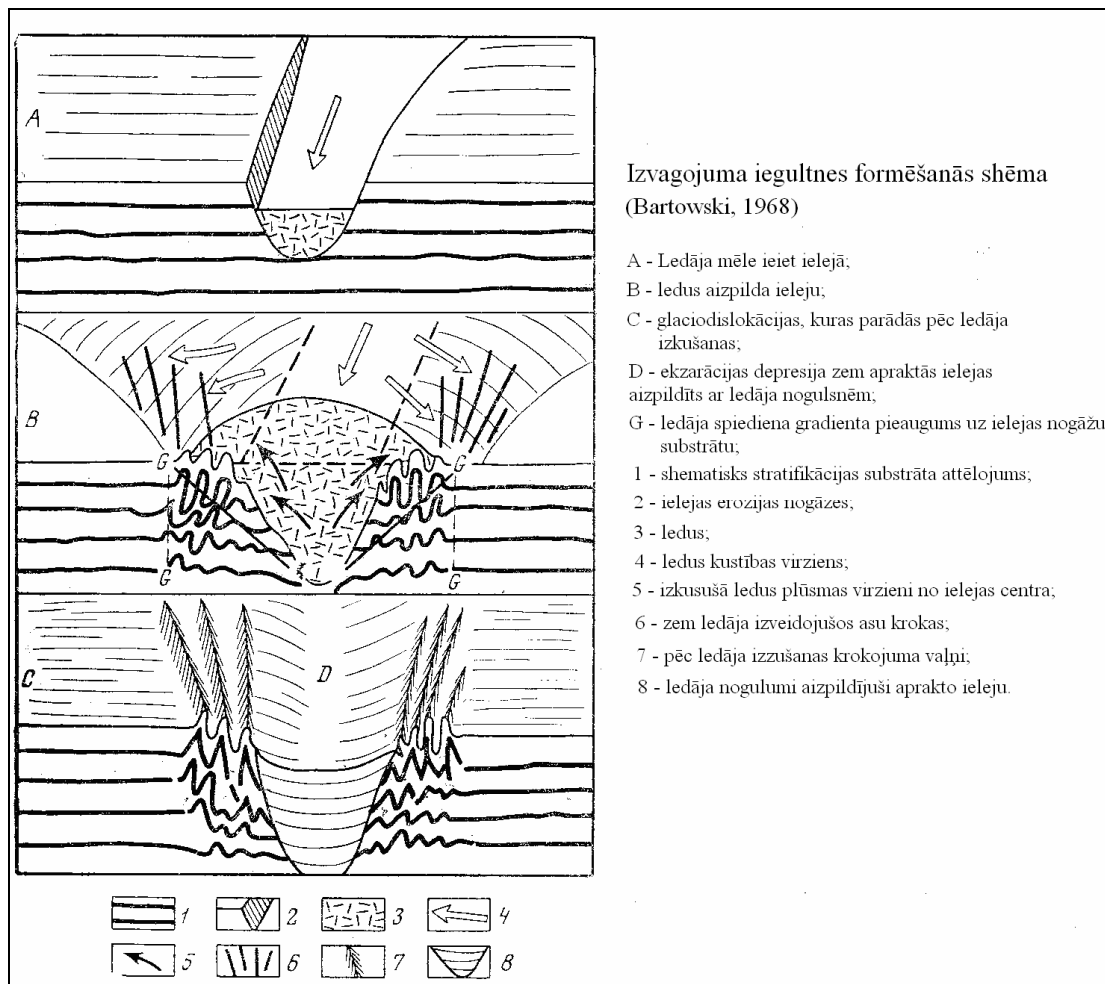 A
B
G
G
G
G
C
D
1
2
3
4
5
6
7
8
Izvagojuma iegultnes formēšanās shēma
(Bartowski, 1968)
A - Ledāja mēle ieiet ielejā;
B - ledus aizpilda ieleju;
C - glaciodislokācijas, kuras parādās pēc ledāja
izkušanas;
D - ekzarācijas depresija zem apraktās ielejas
aizpildīts ar ledāja nogulsnēm;
G - ledāja spiediena gradienta pieaugums uz ielejas nogāžu
substrātu;
1 - shematisks stratifikācijas substrāta attēlojums;
2 - ielejas erozijas nogāzes;
3 - ledus;
4 - ledus kustības virziens;
5 - izkusušā ledus plūsmas virzieni no ielejas centra;
6 - zem ledāja izveidojušos asu krokas;
7 - pēc ledāja izzušanas krokojuma vaļņi;
8 - ledāja nogulumi aizpildījuši aprakto ieleju.